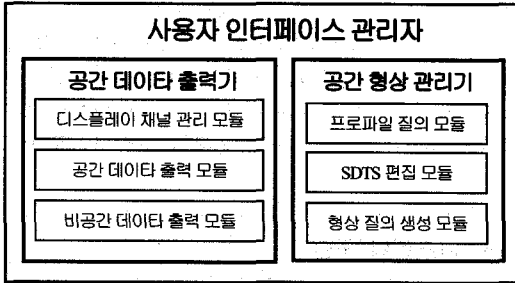 사용자 인터페이스 관리자
공간 데이타 출력기
디스플레이 채널 관리 모듈
공간 데이타 출력 모듈
비공간 데이타 출력 모듈
공간 형상 관리기
프로파일 질의 모듈
SDTS 편집 모듈
형상 질의 생성 모듈